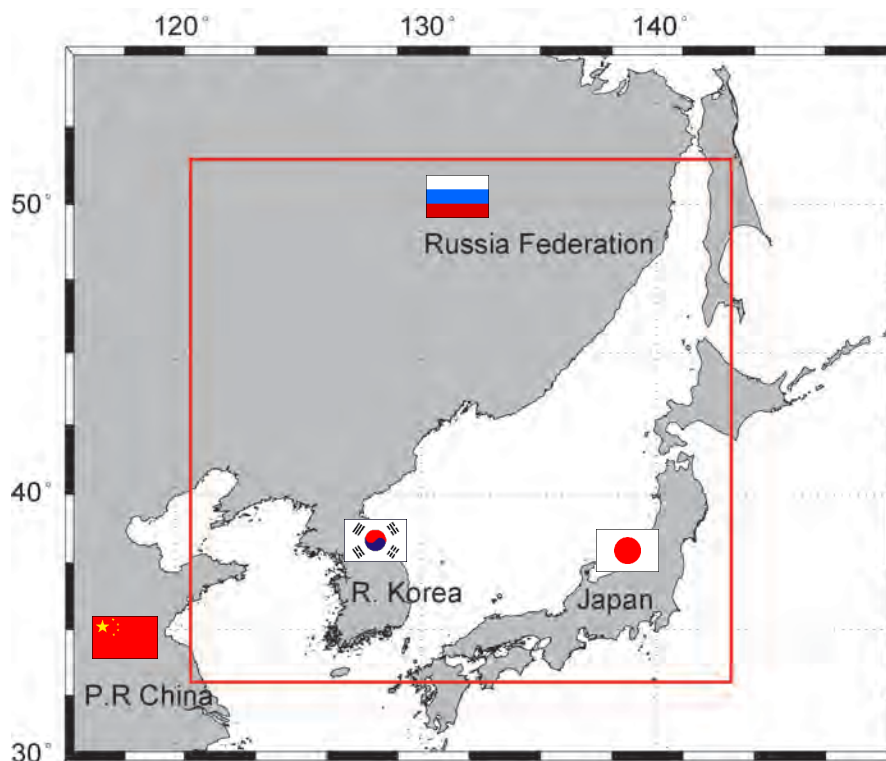 120° 130° 140°
50°
Russia Federation
40°
R. Korea
Japan
P.R China
30°